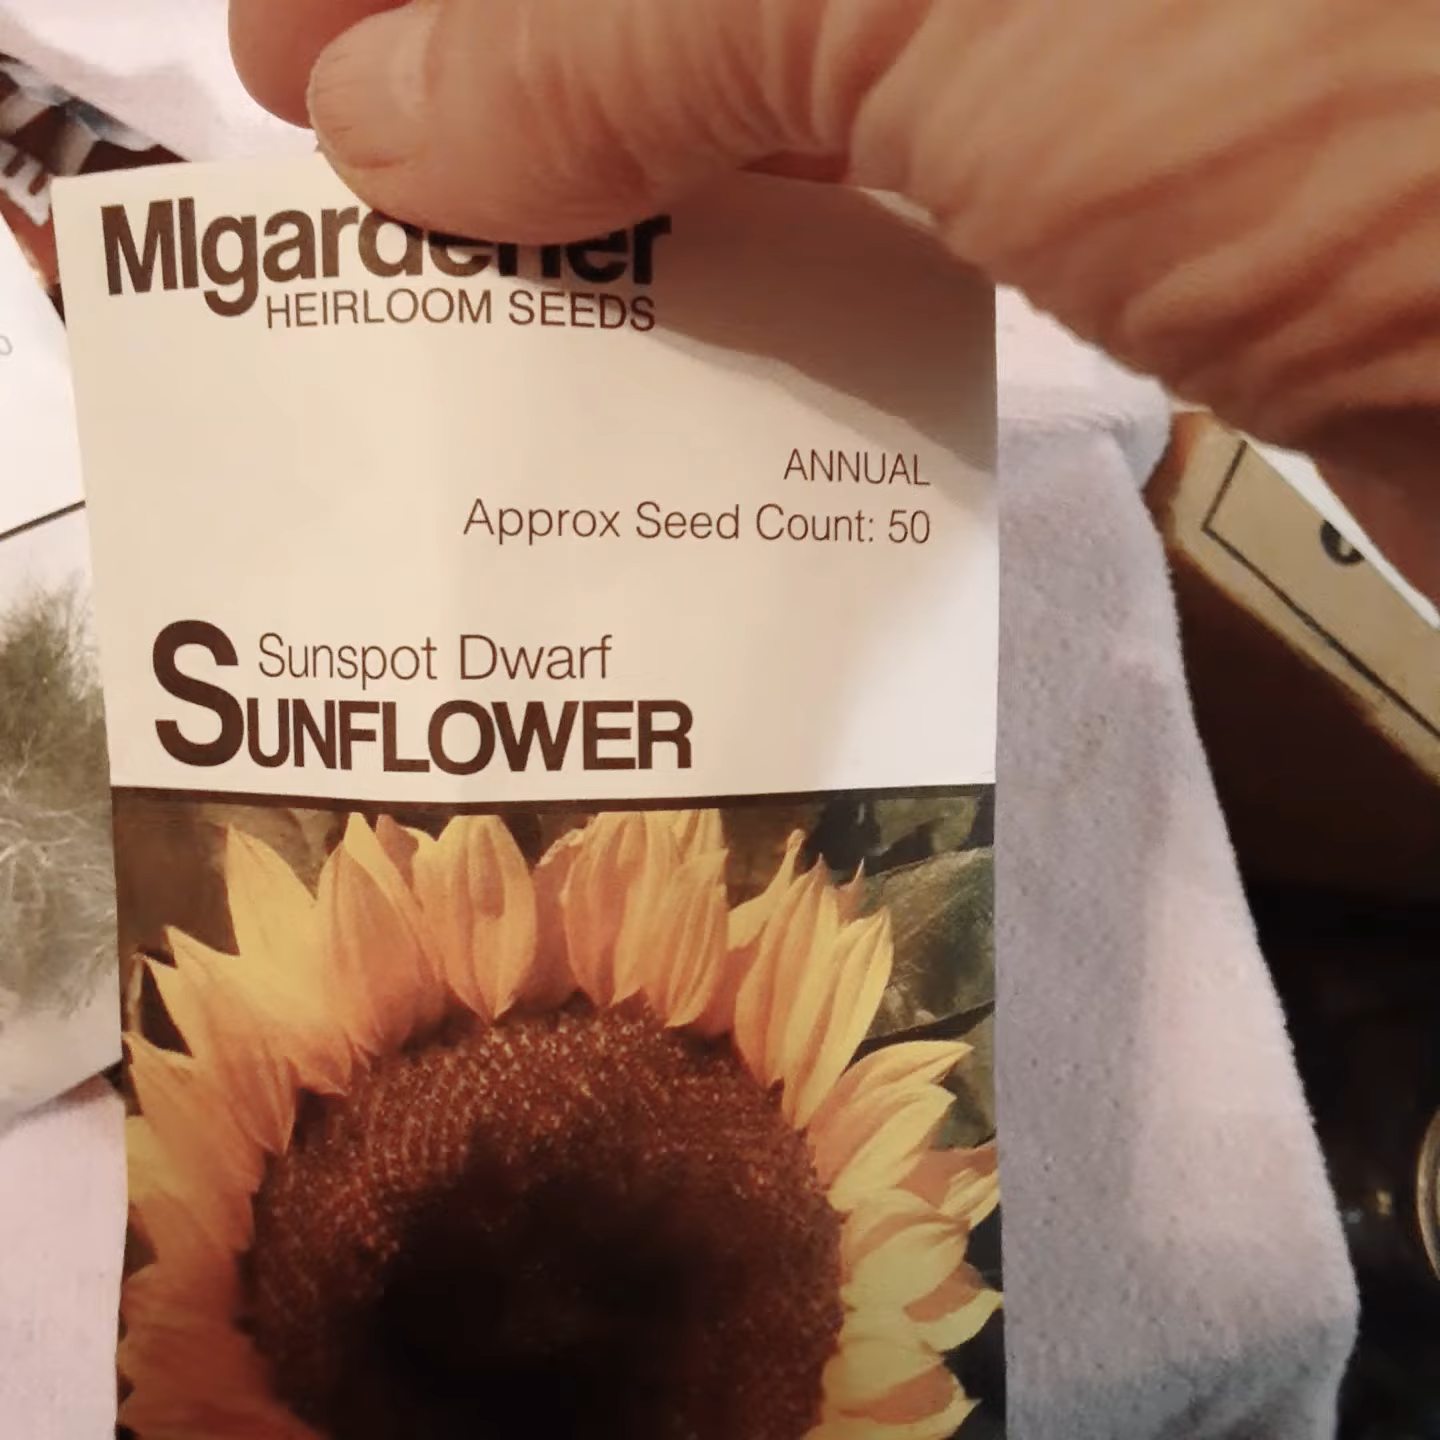 MIgardener
HEIRLOOM SEEDS
ANNUAL
Approx Seed Count: 50
Sunspot Dwarf
SUNFLOWER